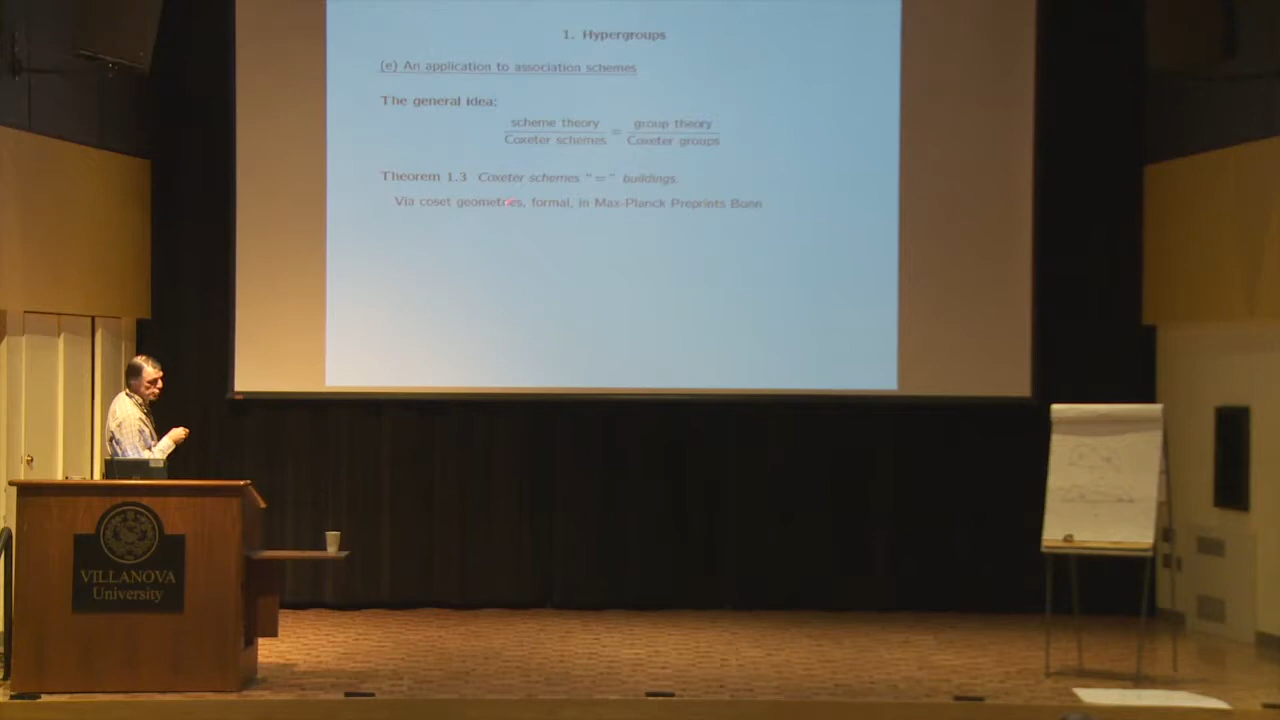 1. Hypergroups
(e) An application to association schemes
The general idea:
scheme theory / Coxeter schemes = group theory / Coxeter groups
Theorem 1.3 Coxeter schemes "=" buildings.
Via coset geometries, formal, in Max-Planck Preprints Bonn
VILLANOVA
University